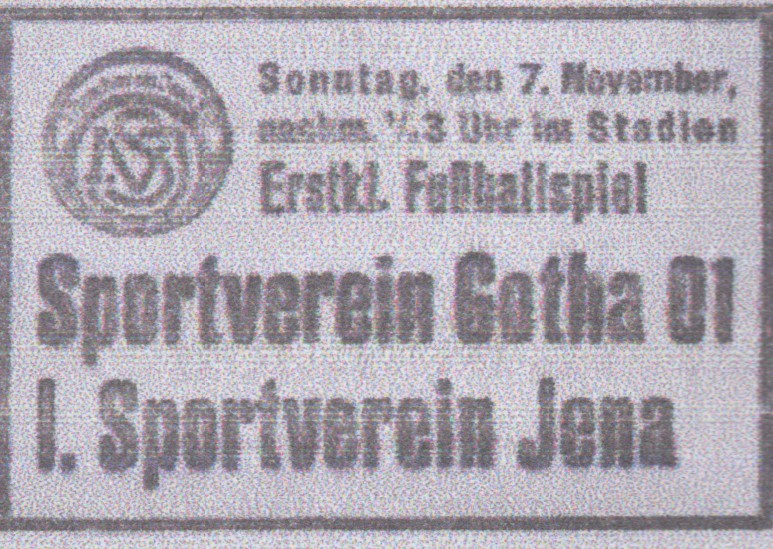 Sonntag, den 7. November,
nachm. ½3 Uhr im Stadion
Erstkl. Fußballspiel
Sportverein Gotha 01
I. Sportverein Jena